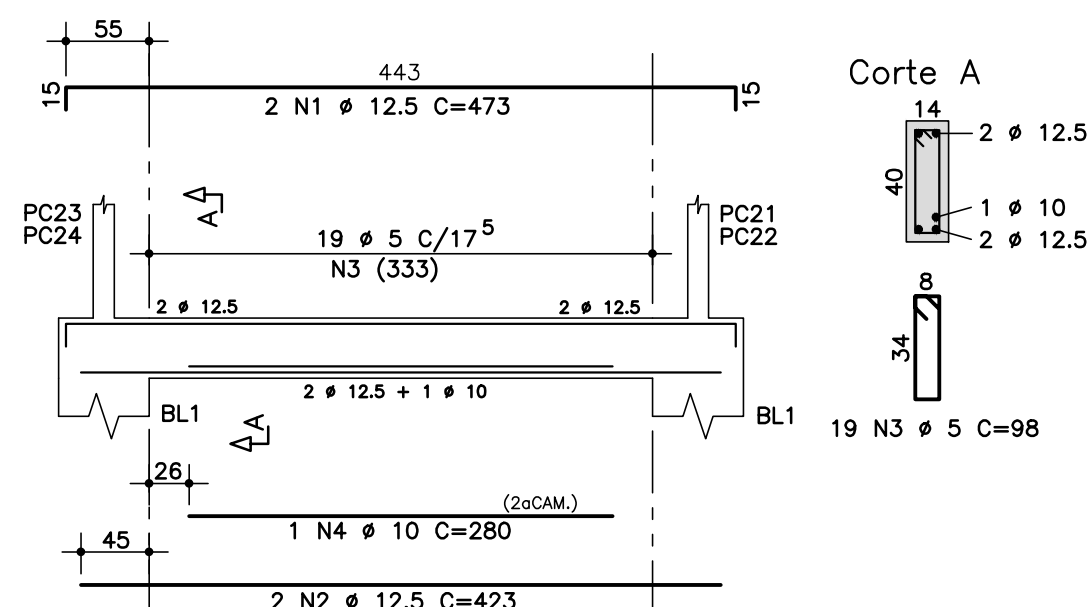 55
443
15
15
2 N1 ø 12.5 C=473
Corte A
14
2 ø 12.5
40
1 ø 10
2 ø 12.5
A
PC23
PC24
PC21
PC22
19 ø 5 C/17⁵
N3 (333)
2 ø 12.5
2 ø 12.5
8
34
2 ø 12.5 + 1 ø 10
BL1
BL1
A
19 N3 ø 5 C=98
26
(2aCAM.)
1 N4 ø 10 C=280
45
2 N2 ø 12.5 C=423